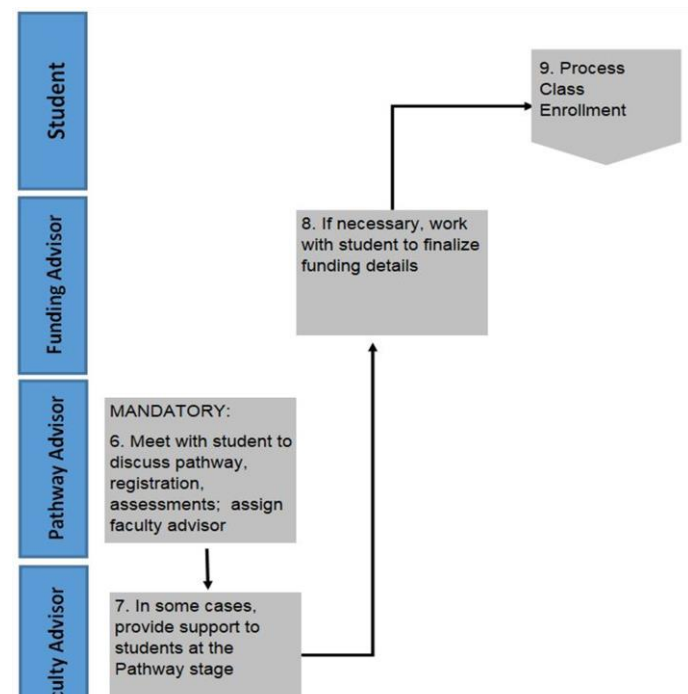 Student
9. Process
Class
Enrollment
Funding Advisor
8. If necessary, work
with student to finalize
funding details
Pathway Advisor
MANDATORY:
6. Meet with student to
discuss pathway,
registration,
assessments; assign
faculty advisor
Advisor
7. In some cases,
provide support to
students at the
Pathway stage